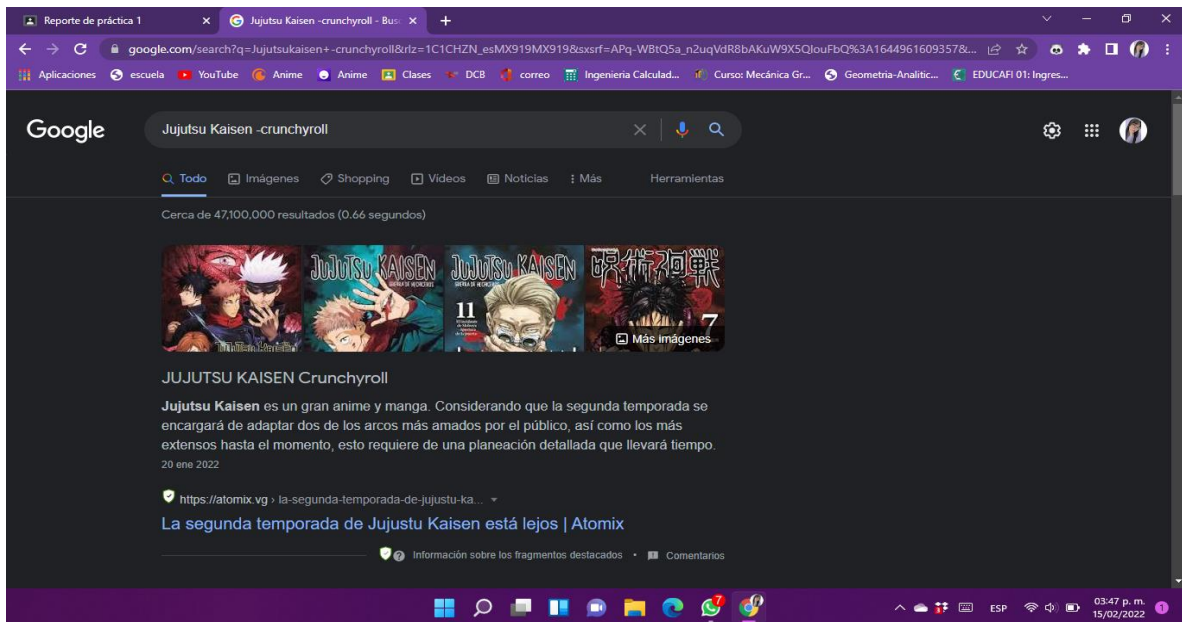 Reporte de práctica 1
Jujutsu Kaisen -crunchyroll - Bus
google.com/search?q=Jujutsukaisen+-crunchyroll&rlz=1C1CHZN_esMX919MX919&sxsrf=APq-WBtQ5a_n2uqVdR8bAKuW9X5QlouFbQ%3A1644961609357&...
Aplicaciones escuela YouTube Anime Anime Clases DCB correo Ingenieria Calculad... Curso: Mecánica Gr... Geometria-Analitic... EDUCAFI 01: Ingres...
Google
Jujutsu Kaisen -crunchyroll
Todo Imágenes Shopping Videos Noticias Más Herramientas
Cerca de 47,100,000 resultados (0.66 segundos)
JUJUTSU KAISEN
JUJUTSU KAISEN
11
呪術廻戦
7
Más imágenes
JUJUTSU KAISEN Crunchyroll
Jujutsu Kaisen es un gran anime y manga. Considerando que la segunda temporada se
encargará de adaptar dos de los arcos más amados por el público, así como los más
extensos hasta el momento, esto requiere de una planeación detallada que llevará tiempo.
20 ene 2022
https://atomix.vg › la-segunda-temporada-de-jujustu-ka...
La segunda temporada de Jujustu Kaisen está lejos | Atomix
Información sobre los fragmentos destacados • Comentarios
7
ESP
03:47 p. m.
15/02/2022
1